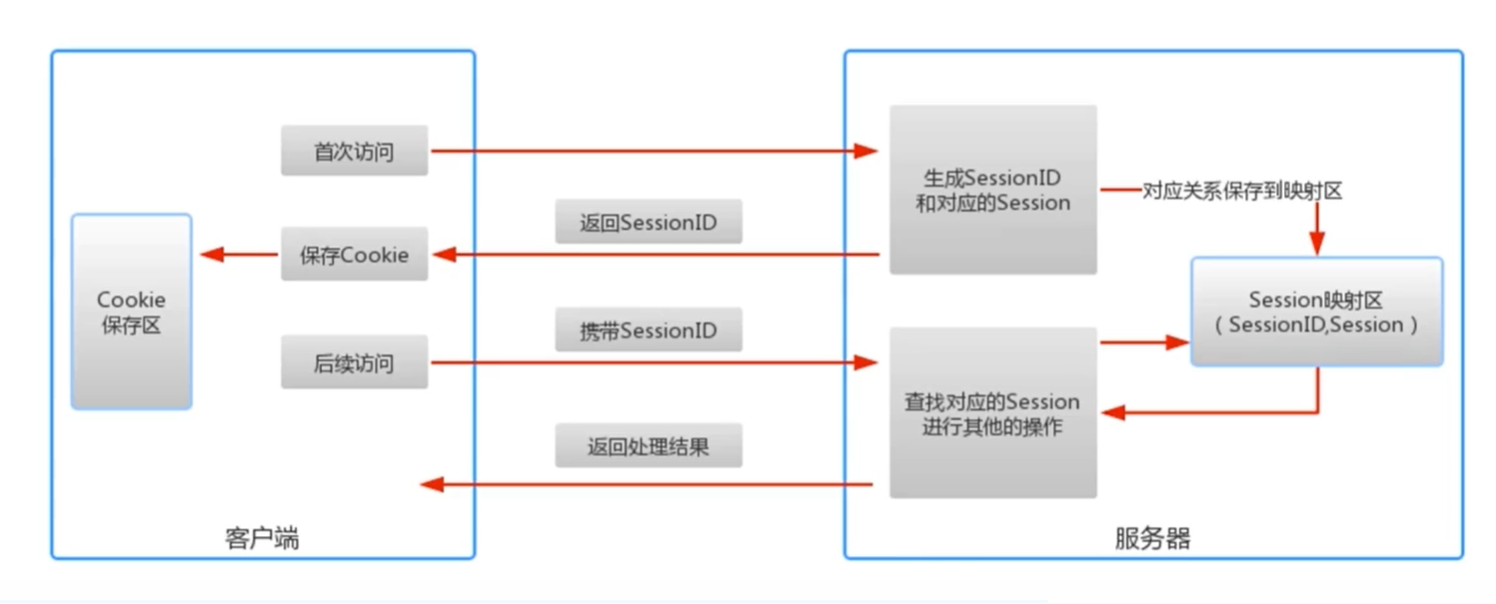 首次访问
生成SessionID
和对应的Session
对应关系保存到映射区
返回SessionID
保存Cookie
Cookie
保存区
Session映射区
（SessionID,Session）
携带SessionID
后续访问
查找对应的Session
进行其他的操作
返回处理结果
客户端
服务器